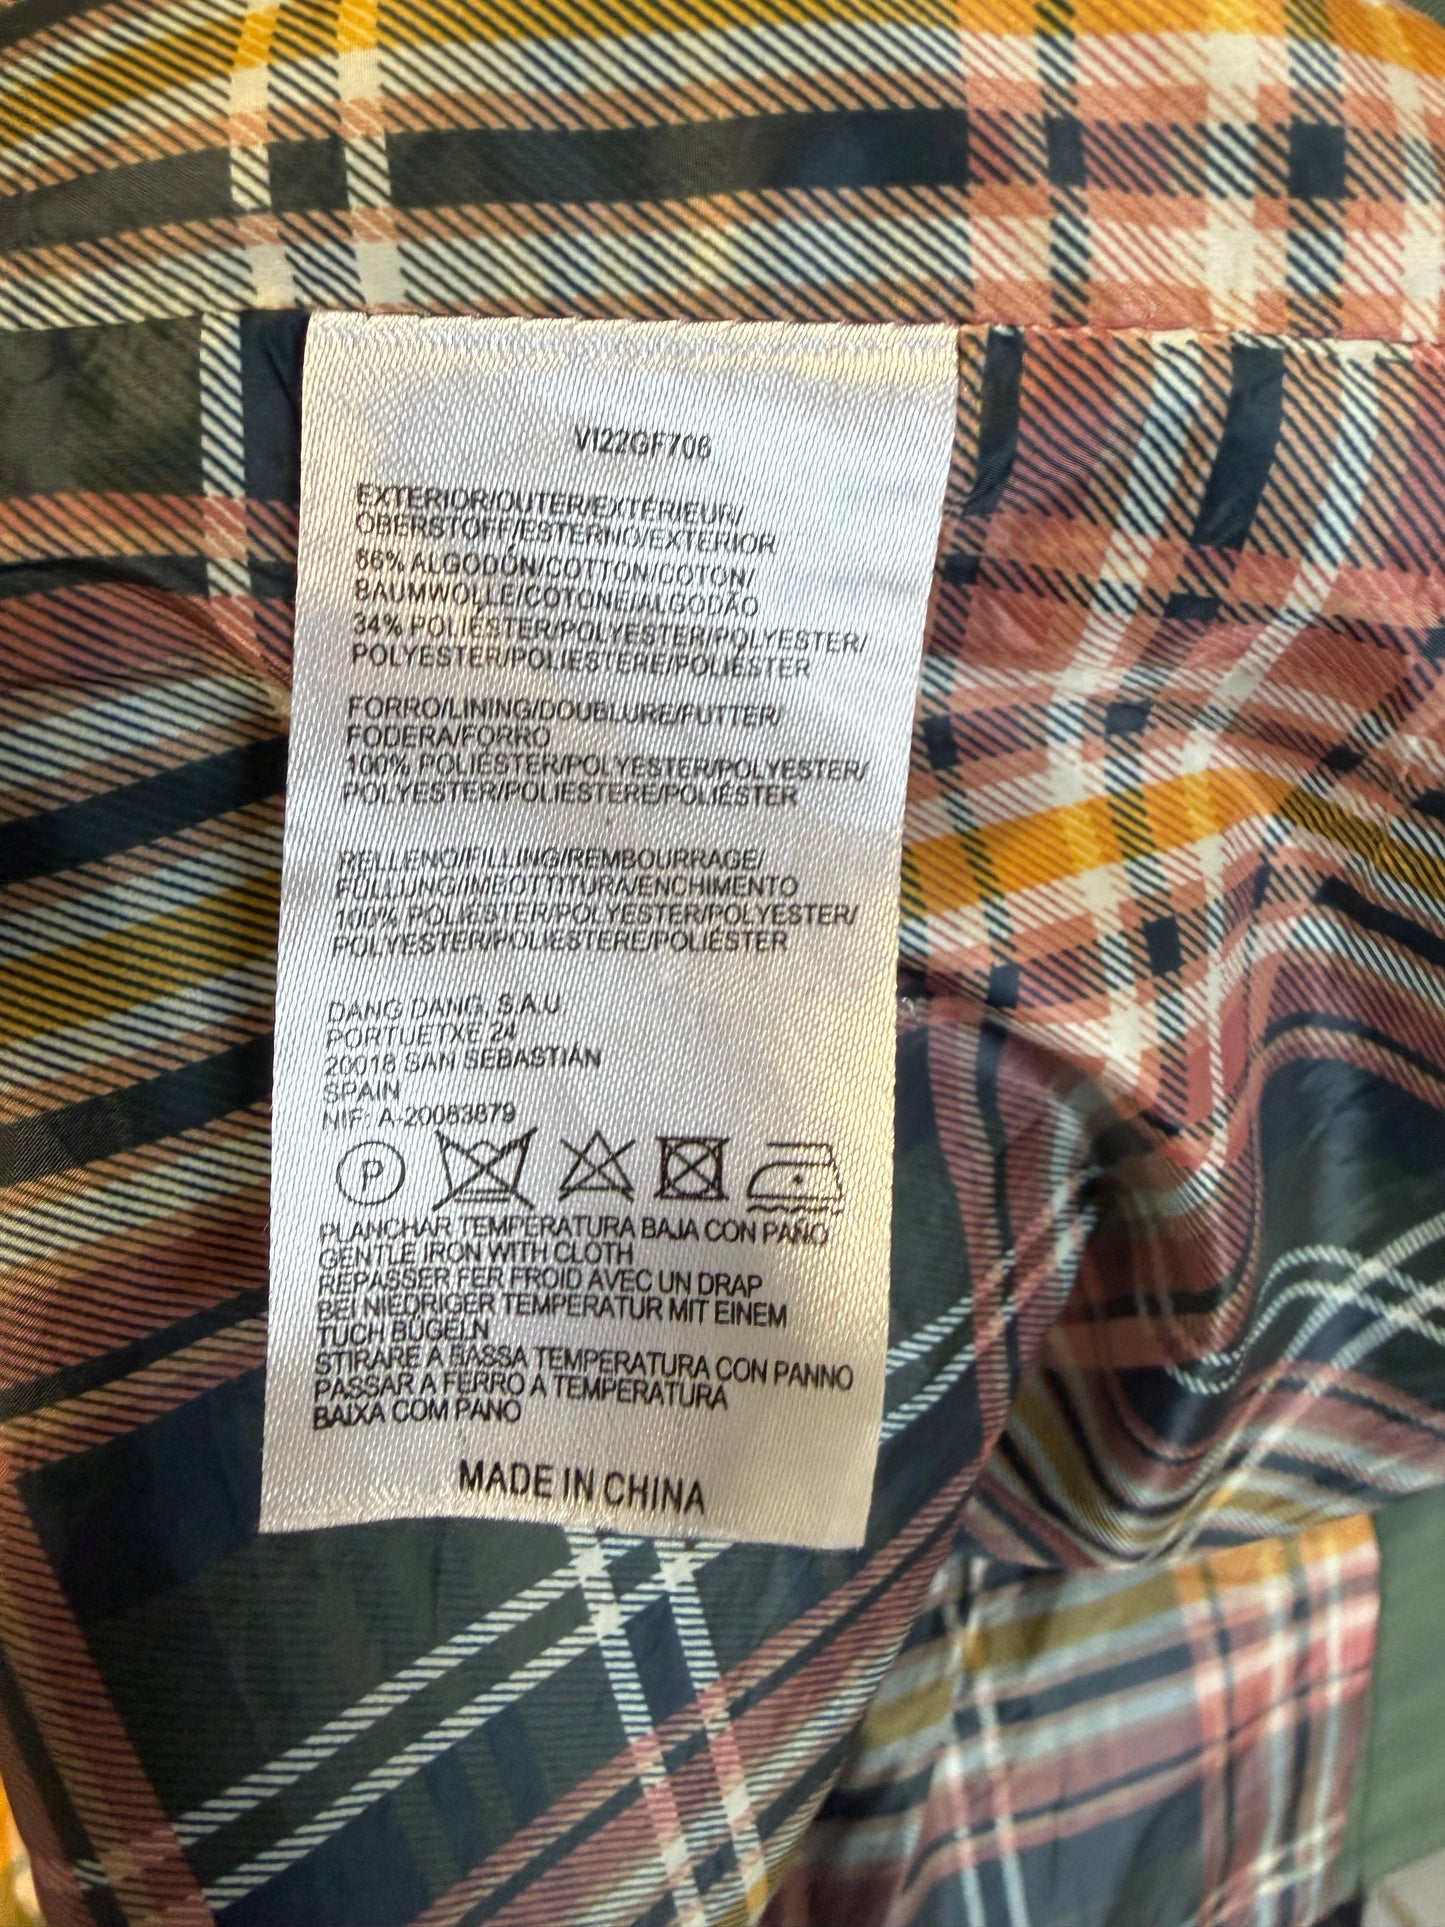 VI22GF706
EXTERIOR/OUTER/EXTÉRIEUR/
OBERSTOFF/ESTERNO/EXTERIOR
66% ALGODÓN/COTTON/COTON/
BAUMWOLLE/COTONE/ALGODÃO
34% POLIÉSTER/POLYESTER/POLYESTER/
POLYESTER/POLIESTERE/POLIÉSTER
FORRO/LINING/DOUBLURE/FUTTER/
FODERA/FORRO
100% POLIÉSTER/POLYESTER/POLYESTER/
POLYESTER/POLIESTERE/POLIÉSTER
RELLENO/FILLING/REMBOURRAGE/
FÜLLUNG/IMBOTTITURA/ENCHIMENTO
100% POLIÉSTER/POLYESTER/POLYESTER/
POLYESTER/POLIESTERE/POLIÉSTER
DANG DANG, S.A.U
PORTUETXE 24
20018 SAN SEBASTIÁN
SPAIN
NIF: A-20083879
P
PLANCHAR TEMPERATURA BAJA CON PAÑO
GENTLE IRON WITH CLOTH
REPASSER FER FROID AVEC UN DRAP
BEI NIEDRIGER TEMPERATUR MIT EINEM
TUCH BÜGELN
STIRARE A BASSA TEMPERATURA CON PANNO
PASSAR A FERRO A TEMPERATURA
BAIXA COM PANO
MADE IN CHINA